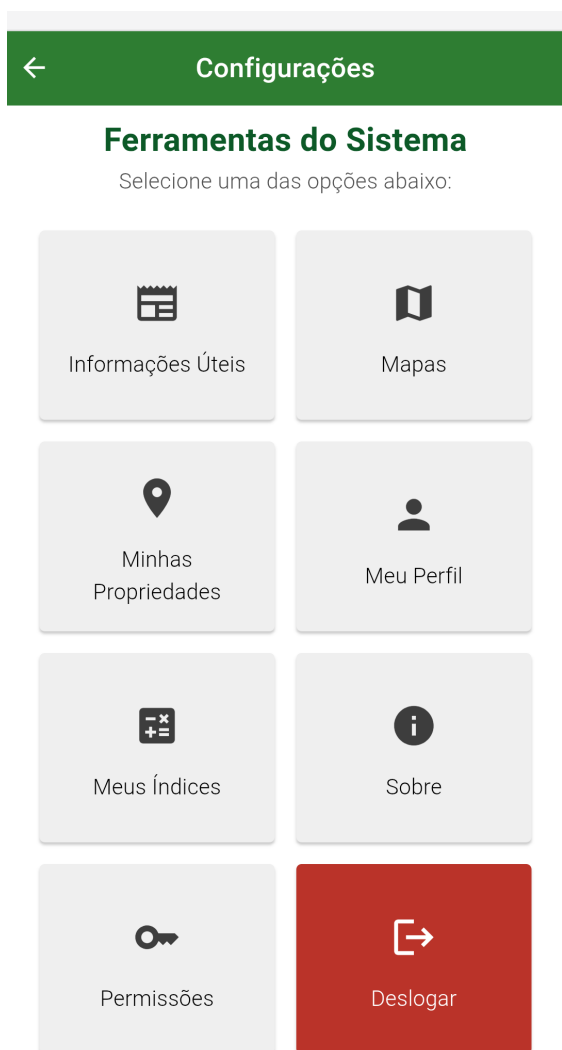 Configurações
Ferramentas do Sistema
Selecione uma das opções abaixo:
Informações Úteis
Mapas
Minhas
Propriedades
Meu Perfil
Meus Índices
Sobre
Permissões
Deslogar